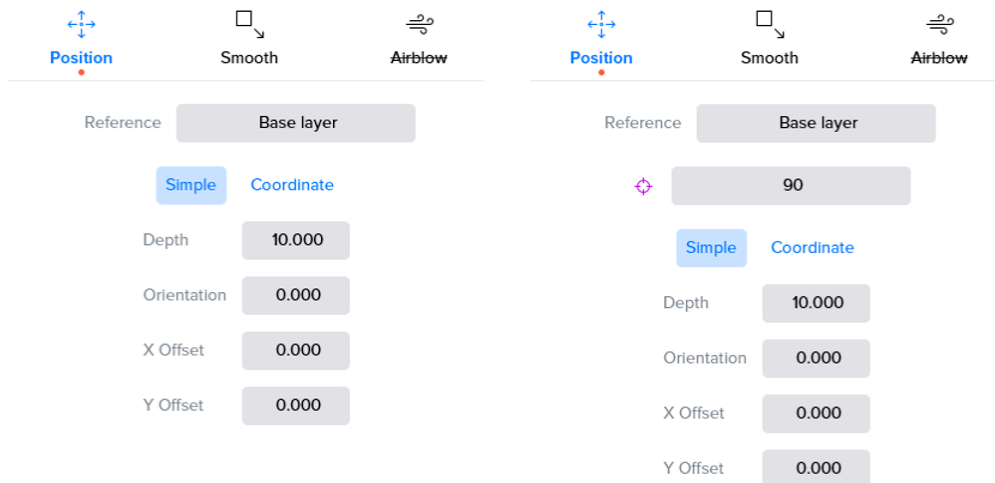 Position Smooth Airblow
Reference Base layer
Simple Coordinate
Depth 10.000
Orientation 0.000
X Offset 0.000
Y Offset 0.000
Position Smooth Airblow
Reference Base layer
90
Simple Coordinate
Depth 10.000
Orientation 0.000
X Offset 0.000
Y Offset 0.000